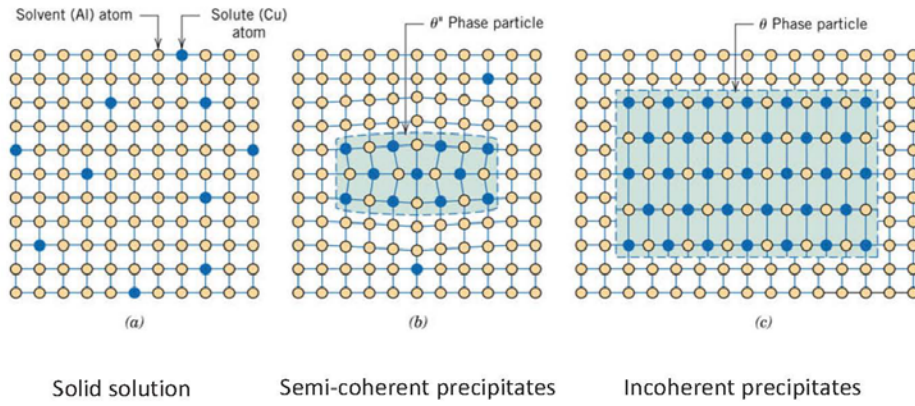 Solvent (Al) atom
Solute (Cu)
atom
θ" Phase particle
θ Phase particle
(a)
(b)
(c)
Solid solution
Semi-coherent precipitates
Incoherent precipitates